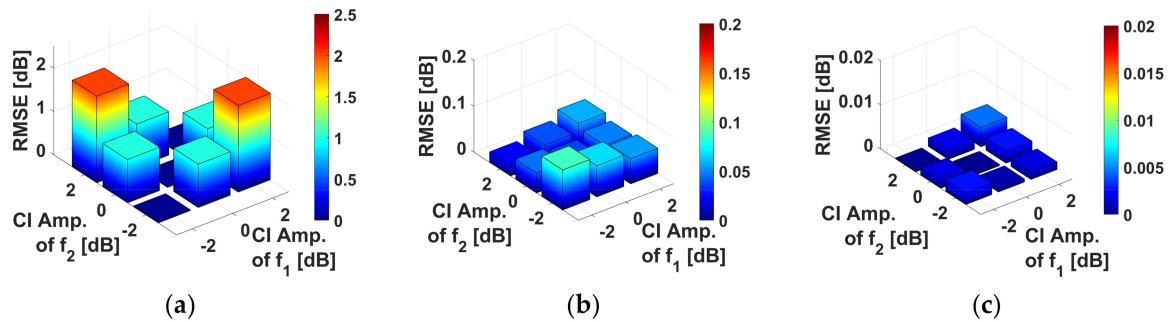 RMSE [dB]
2
1
0
2
0
-2
CI Amp.
of f2 [dB]
-2
0
2
CI Amp.
of f1 [dB]
2.5
2
1.5
1
0.5
0
(a)
RMSE [dB]
0.2
0.1
0
2
0
-2
CI Amp.
of f2 [dB]
-2
0
2
CI Amp.
of f1 [dB]
0.2
0.15
0.1
0.05
0
(b)
RMSE [dB]
0.02
0.01
0
2
0
-2
CI Amp.
of f2 [dB]
-2
0
2
CI Amp.
of f1 [dB]
0.02
0.015
0.01
0.005
0
(c)